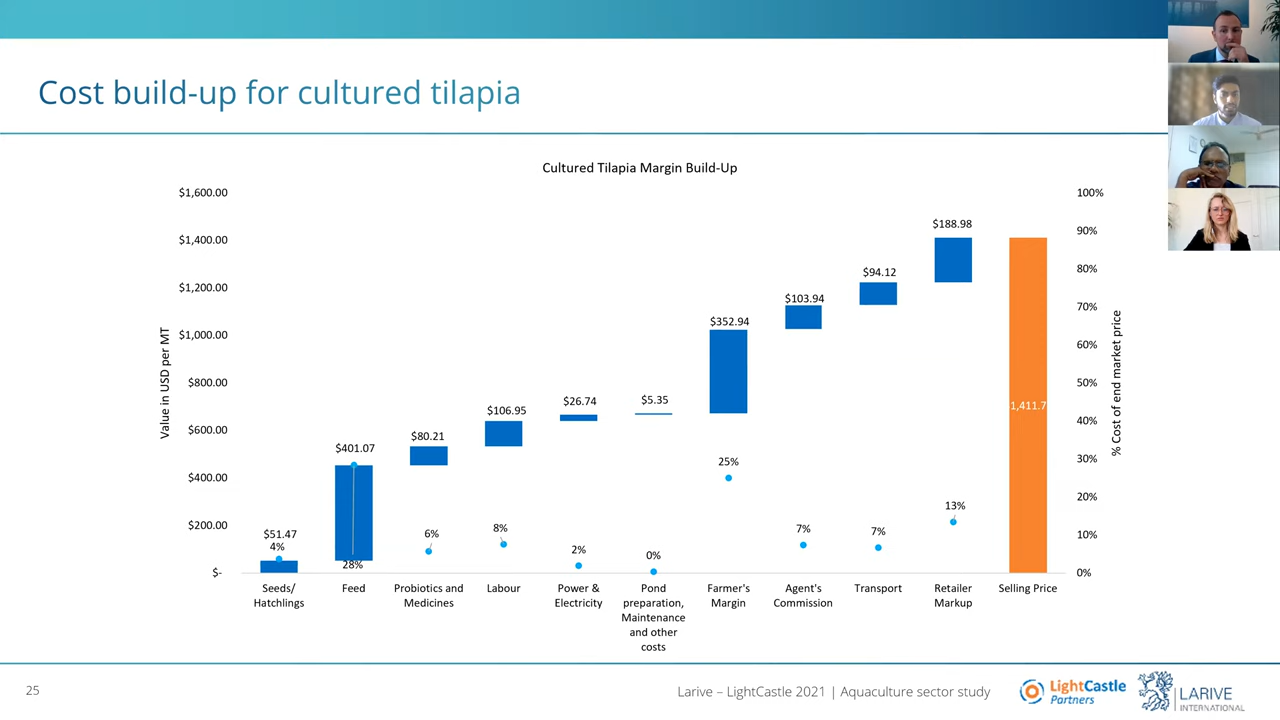 Cost build-up for cultured tilapia
Cultured Tilapia Margin Build-Up
$1,600.00
$1,400.00
$1,200.00
$1,000.00
$800.00
$600.00
$400.00
$200.00
$-
Value in USD per MT
100%
90%
80%
70%
60%
50%
40%
30%
20%
10%
0%
% Cost of end market price
$51.47
4%
$401.07
28%
$80.21
6%
$106.95
8%
$26.74
2%
$5.35
0%
$352.94
25%
$103.94
7%
$94.12
7%
$188.98
13%
1,411.7
Seeds/
Hatchlings
Feed
Probiotics and
Medicines
Labour
Power &
Electricity
Pond
preparation,
Maintenance
and other
costs
Farmer's
Margin
Agent's
Commission
Transport
Retailer
Markup
Selling Price
25
Larive – LightCastle 2021 | Aquaculture sector study
LightCastle
Partners
LARIVE
INTERNATIONAL